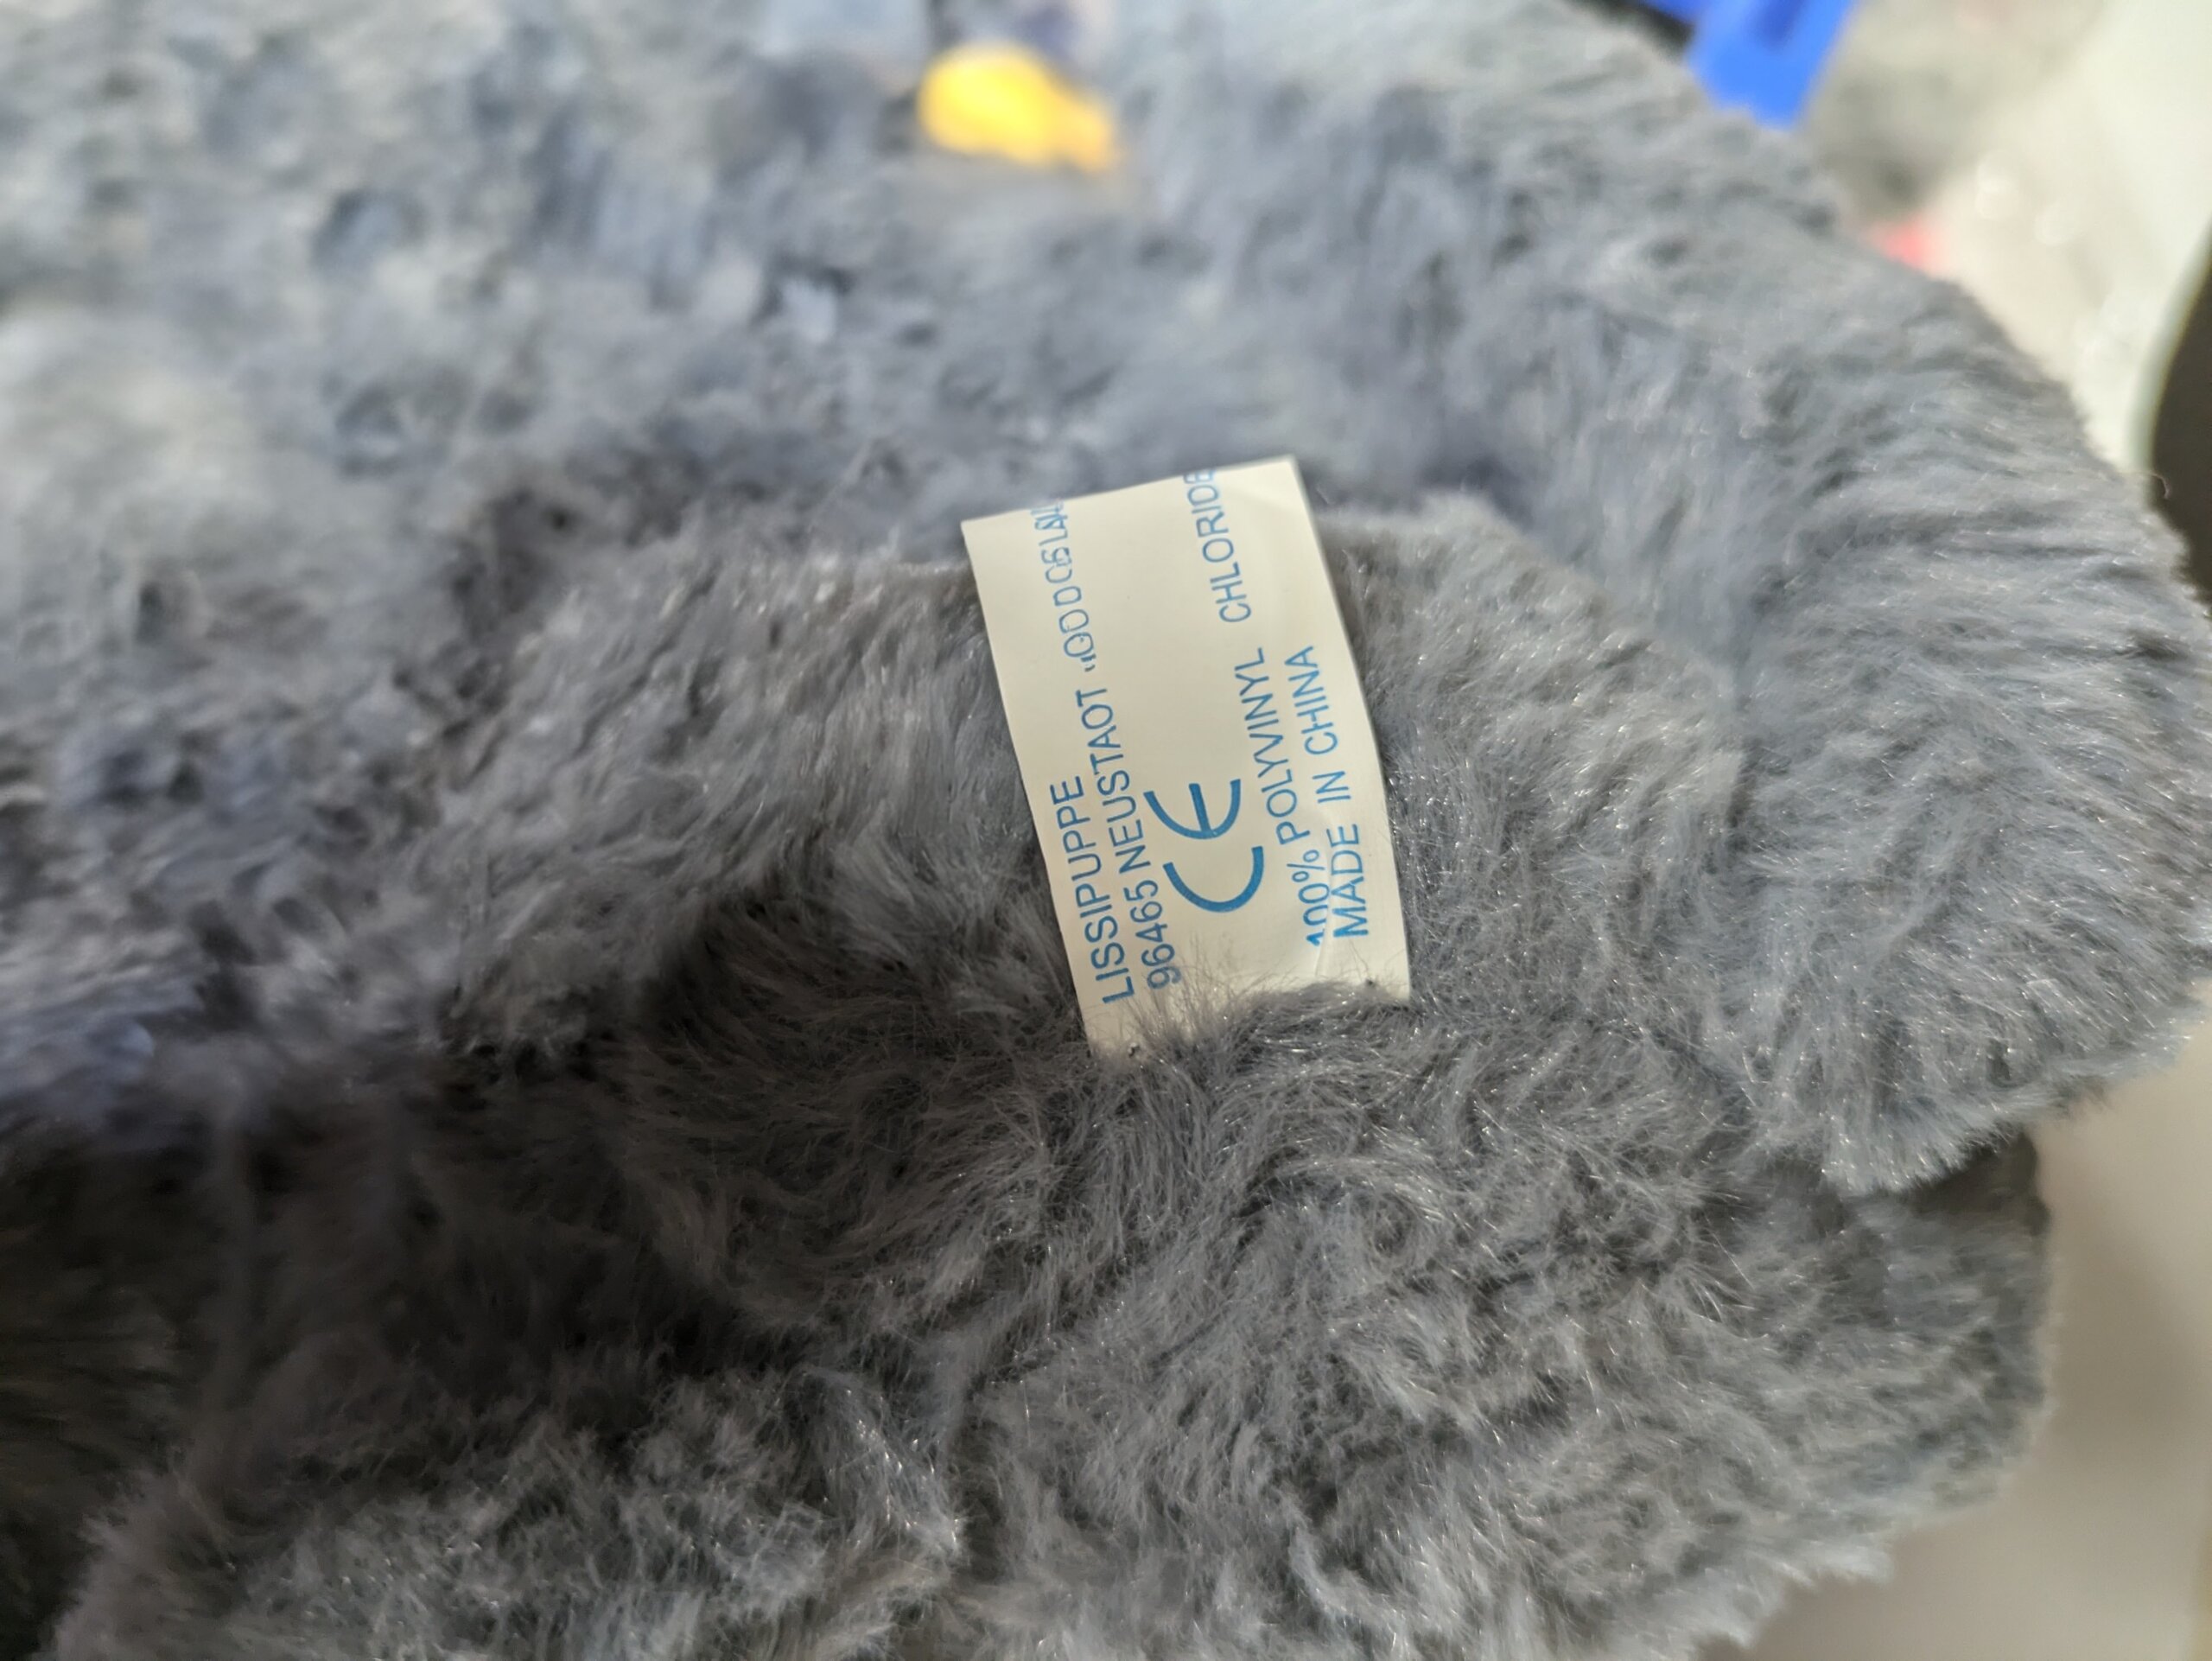 LISSIPUPPE
96465 NEUSTAOT
CE
100% POLYVINYL CHLORIDE
MADE IN CHINA